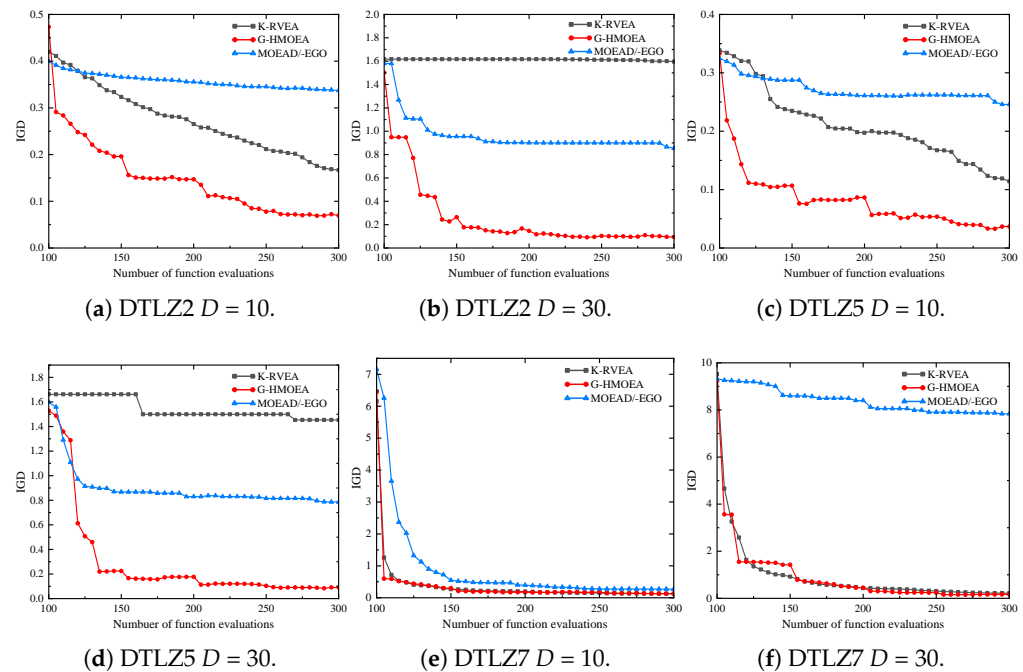 K-RVEA
G-HMOEA
MOEAD/-EGO
0.5
0.4
0.3
0.2
0.1
0.0
IGD
100 150 200 250 300
Numbuer of function evaluations
(a) DTLZ2 D = 10.
K-RVEA
G-HMOEA
MOEAD/-EGO
2.0
1.8
1.6
1.4
1.2
1.0
0.8
0.6
0.4
0.2
0.0
IGD
100 150 200 250 300
Numbuer of function evaluations
(b) DTLZ2 D = 30.
K-RVEA
G-HMOEA
MOEAD/-EGO
0.5
0.4
0.3
0.2
0.1
0.0
IGD
100 150 200 250 300
Numbuer of function evaluations
(c) DTLZ5 D = 10.
K-RVEA
G-HMOEA
MOEAD/-EGO
1.8
1.6
1.4
1.2
1.0
0.8
0.6
0.4
0.2
0.0
IGD
100 150 200 250 300
Numbuer of function evaluations
(d) DTLZ5 D = 30.
K-RVEA
G-HMOEA
MOEAD/-EGO
7
6
5
4
3
2
1
0
IGD
100 150 200 250 300
Numbuer of function evaluations
(e) DTLZ7 D = 10.
K-RVEA
G-HMOEA
MOEAD/-EGO
10
8
6
4
2
0
IGD
100 150 200 250 300
Numbuer of function evaluations
(f) DTLZ7 D = 30.